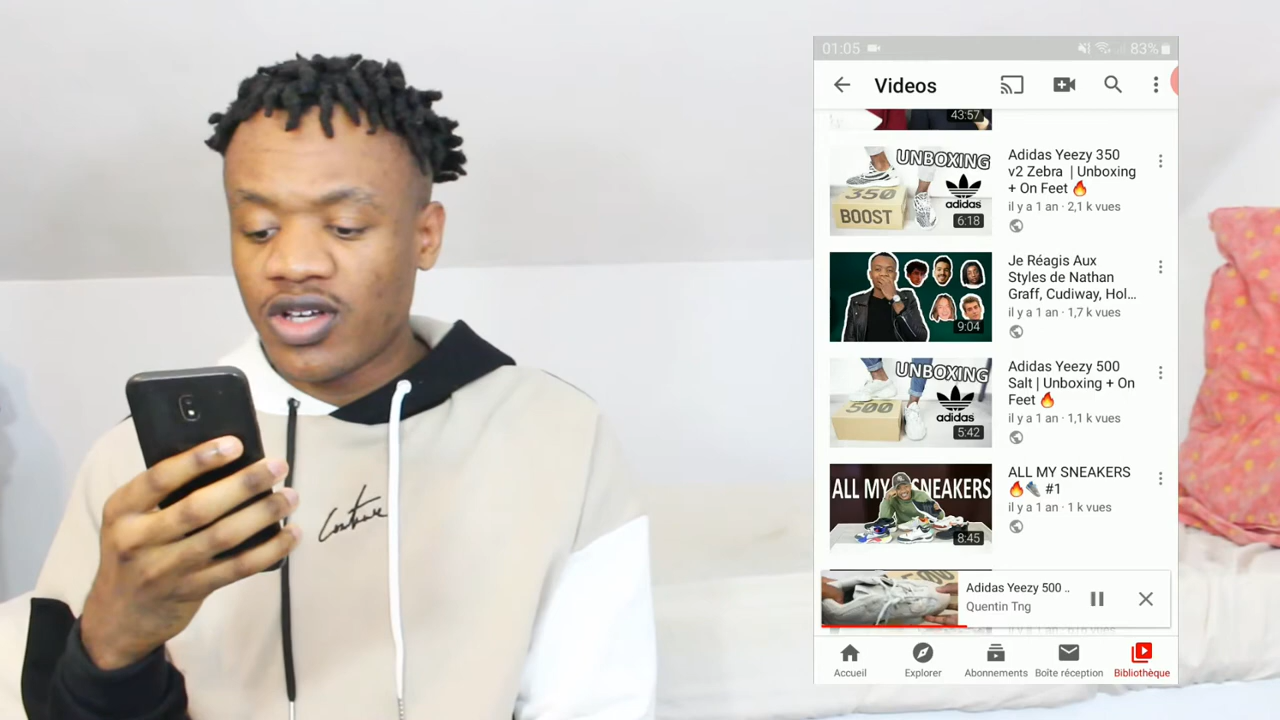 01:05
83%
Videos
43:57
UNBOXING
350
BOOST
adidas
6:18
Adidas Yeezy 350
v2 Zebra | Unboxing
+ On Feet 🔥
il y a 1 an · 2,1 k vues
9:04
Je Réagis Aux
Styles de Nathan
Graff, Cudiway, Hol...
il y a 1 an · 1,7 k vues
UNBOXING
500
adidas
5:42
Adidas Yeezy 500
Salt | Unboxing + On
Feet 🔥
il y a 1 an · 1,1 k vues
ALL MY SNEAKERS
8:45
ALL MY SNEAKERS
🔥👟 #1
il y a 1 an · 1 k vues
Adidas Yeezy 500 ..
Quentin Tng
Accueil
Explorer
Abonnements
Boîte réception
Bibliothèque
Couture